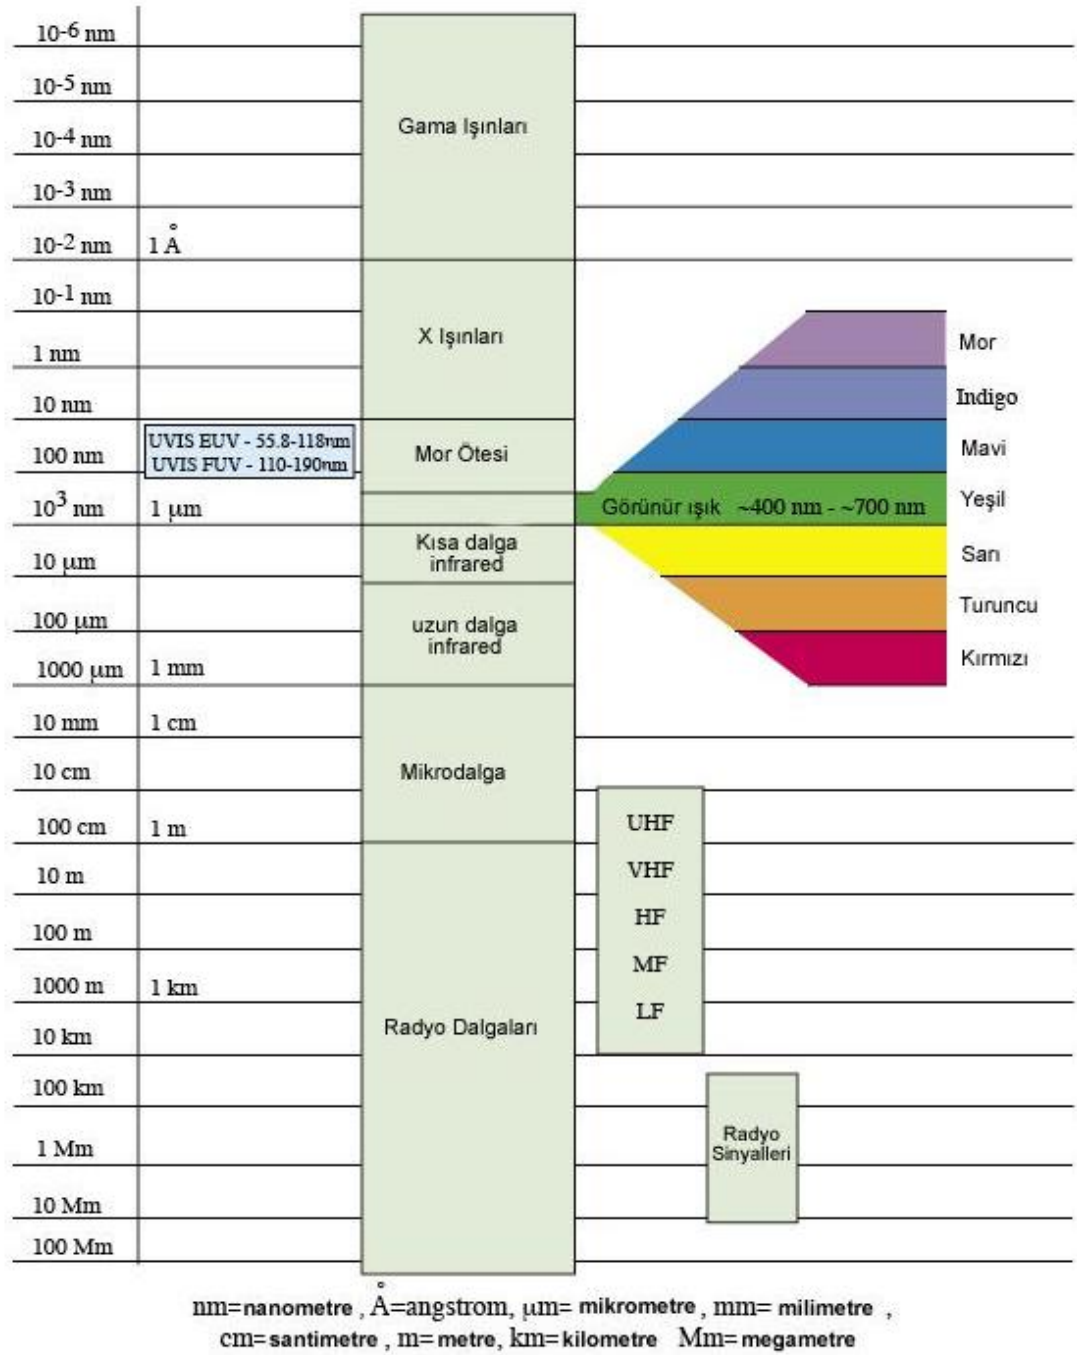 10-6 nm
10-5 nm
10-4 nm
Gama Işınları
10-3 nm
10-2 nm 1 Å
10-1 nm
X Işınları
1 nm
10 nm
UVIS EUV - 55.8-118nm
100 nm
UVIS FUV - 110-190nm
Mor Ötesi
10³ nm 1 µm
Kısa dalga
infrared
10 µm
100 µm
uzun dalga
infrared
1000 µm 1 mm
10 mm 1 cm
10 cm
Mikrodalga
100 cm 1 m
10 m
100 m
1000 m 1 km
Radyo Dalgaları
10 km
100 km
1 Mm
10 Mm
100 Mm
Mor
Indigo
Mavi
Görünür ışik ~400 nm - ~700 nm
Yeşil
Sarı
Turuncu
Kırmızı
UHF
VHF
HF
MF
LF
Radyo
Sinyalleri
nm=nanometre , Å=angstrom, µm= mikrometre , mm= milimetre ,
cm= santimetre , m= metre, km= kilometre Mm= megametre